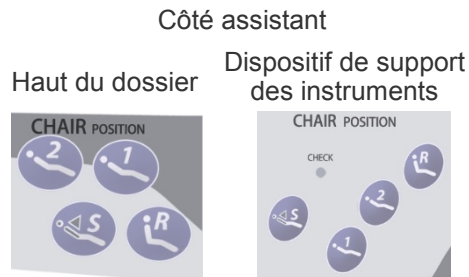 Côté assistant
Haut du dossier
Dispositif de support
des instruments
CHAIR POSITION
2
1
S
R
CHAIR POSITION
CHECK
R
2
S
1